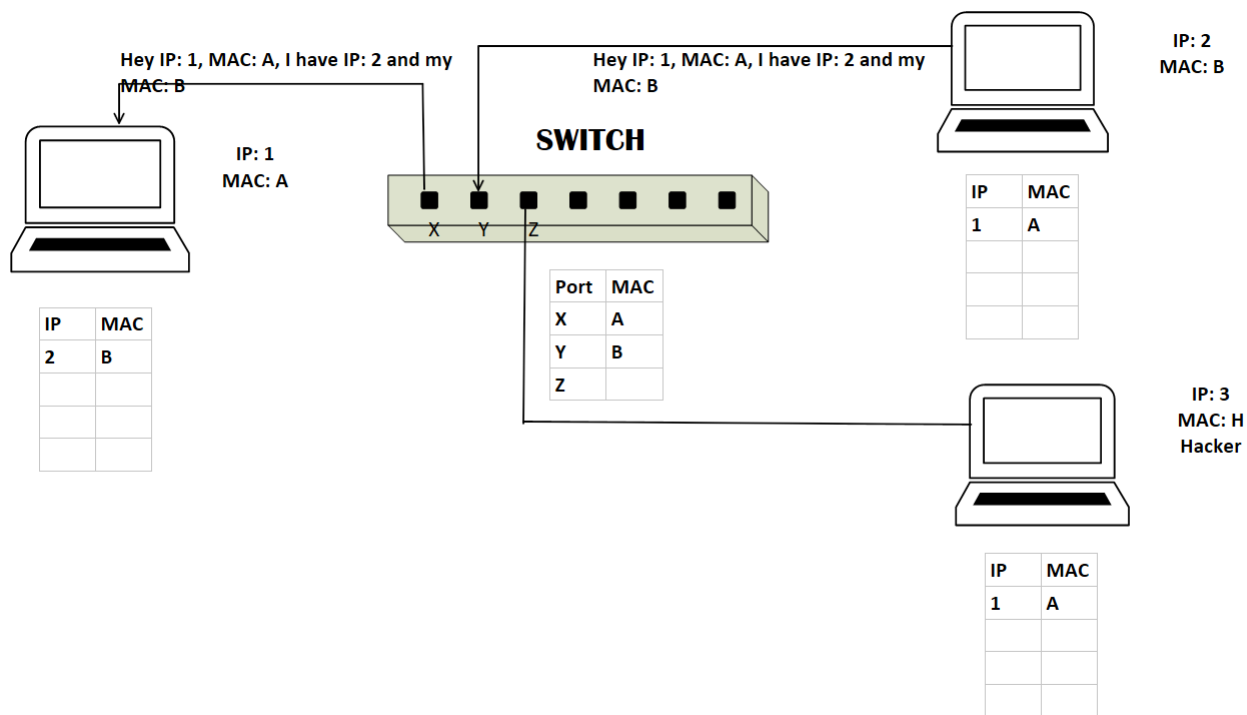 Hey IP: 1, MAC: A, I have IP: 2 and my
MAC: B
Hey IP: 1, MAC: A, I have IP: 2 and my
MAC: B
IP: 2
MAC: B
SWITCH
IP: 1
MAC: A
X Y Z
IP MAC
1 A
Port MAC
X A
Y B
Z
IP MAC
2 B
IP: 3
MAC: H
Hacker
IP MAC
1 A